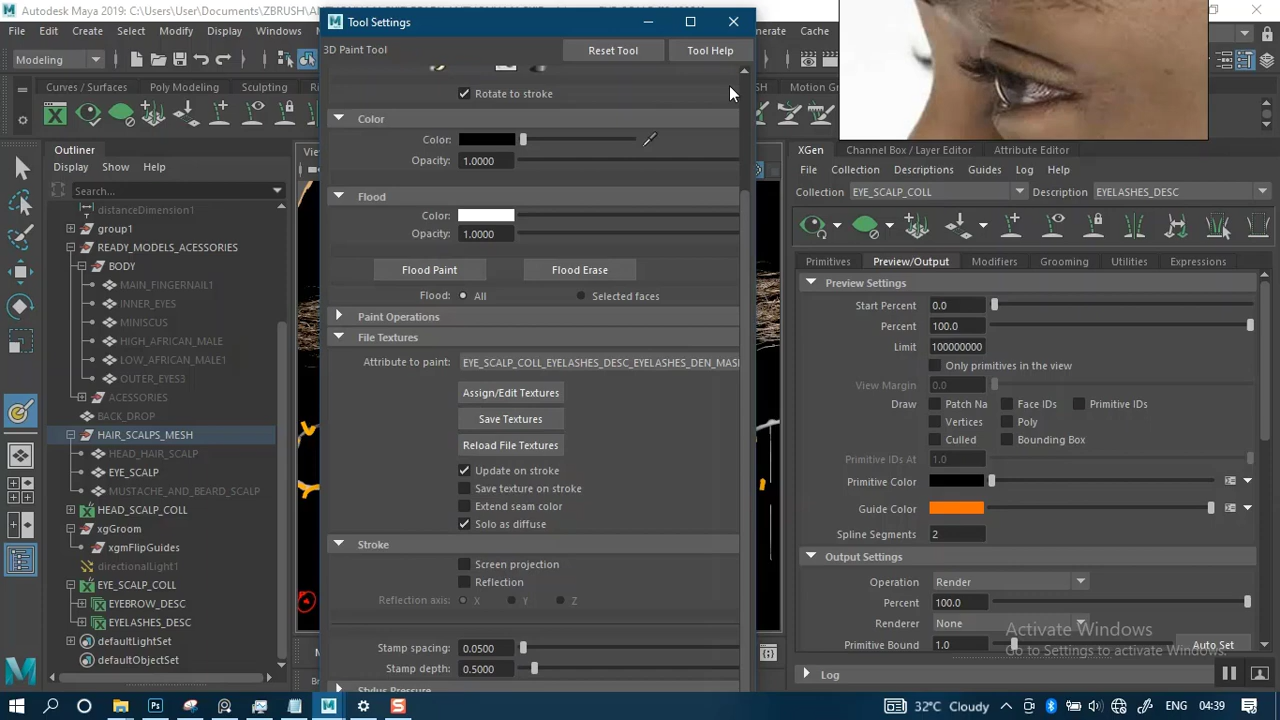 Autodesk Maya 2019: C:\Users\User\Documents\ZBRUSH\
Tool Settings
File Edit Create Select Modify Display Windows
Generate Cache
3D Paint Tool
Reset Tool Tool Help
Modeling
Rotate to stroke
Curves / Surfaces Poly Modeling Sculpting
Motion Gr
Color
Color:
Opacity: 1.0000
Flood
Color:
Opacity: 1.0000
Flood Paint Flood Erase
Flood: All Selected faces
Paint Operations
File Textures
Attribute to paint: EYE_SCALP_COLL_EYELASHES_DESC_EYELASHES_DEN_MASK
Assign/Edit Textures
Save Textures
Reload File Textures
Update on stroke
Save texture on stroke
Extend seam color
Solo as diffuse
Stroke
Screen projection
Reflection
Reflection axis: X Y Z
Stamp spacing: 0.0500
Stamp depth: 0.5000
Stylus Pressure
Outliner
Display Show Help
Search...
distanceDimension1
group1
READY_MODELS_ACESSORIES
BODY
MAIN_FINGERNAIL1
INNER_EYES
MINISCUS
HIGH_AFRICAN_MALE
LOW_AFRICAN_MALE1
OUTER_EYES3
ACESSORIES
BACK_DROP
HAIR_SCALPS_MESH
HEAD_HAIR_SCALP
EYE_SCALP
MUSTACHE_AND_BEARD_SCALP
HEAD_SCALP_COLL
xgGroom
xgmFlipGuides
directionalLight1
EYE_SCALP_COLL
EYEBROW_DESC
EYELASHES_DESC
defaultLightSet
defaultObjectSet
XGen Channel Box / Layer Editor Attribute Editor
File Collection Descriptions Guides Log Help
Collection EYE_SCALP_COLL Description EYELASHES_DESC
Primitives Preview/Output Modifiers Grooming Utilities Expressions
Preview Settings
Start Percent 0.0
Percent 100.0
Limit 100000000
Only primitives in the view
View Margin 0.0
Draw Patch Na Face IDs Primitive IDs
Vertices Poly
Culled Bounding Box
Primitive IDs At 1.0
Primitive Color
Guide Color
Spline Segments 2
Output Settings
Operation Render
Percent 100.0
Renderer None
Primitive Bound 1.0 Auto Set
Log
Activate Windows
Go to Settings to activate Windows.
32°C Cloudy ENG 04:39